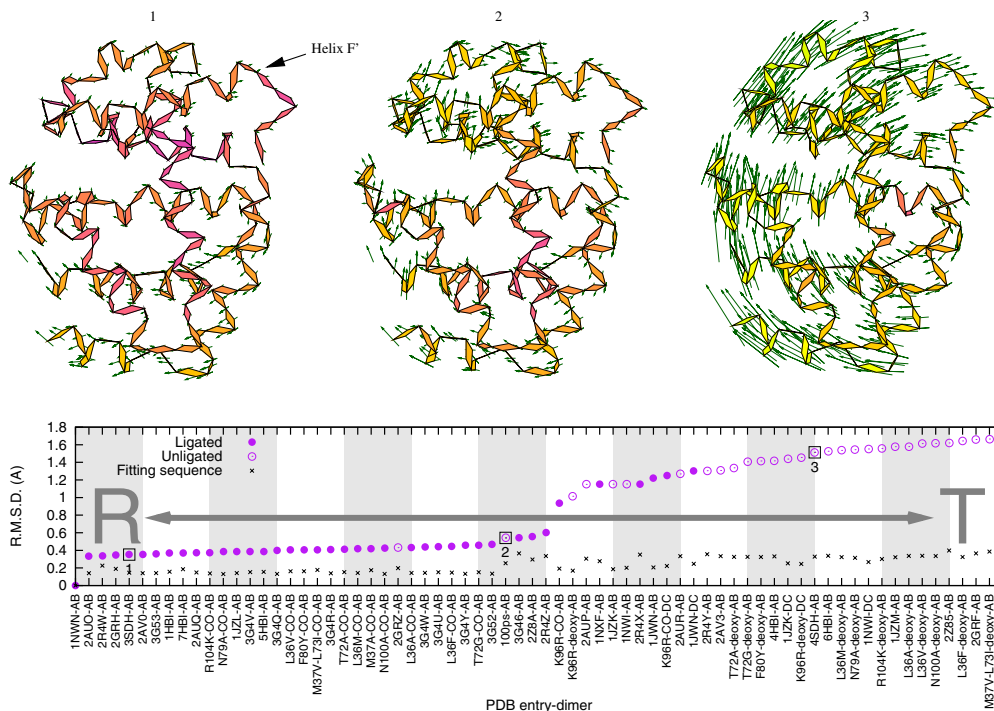 1
2
3
Helix F'
R.M.S.D. (A)
1.8
1.6
1.4
1.2
1
0.8
0.6
0.4
0.2
0
Ligated
Unligated
Fitting sequence
R
T
1
2
3
1NWN-AB
2AUO-AB
2R4W-AB
2GRH-AB
3SDH-AB
2AVD-AB
3G53-AB
7HBI-AB
HBI-AB
2AUQ-AB
R104K-CO-AB
N79A-CO-AB
1JZL-AB
3G4V-AB
5HBI-AB
3G4Q-AB
L36V-CO-AB
F80Y-CO-AB
M37V-L73I-CO-AB
3G4R-AB
T72A-CO-AB
L36M-CO-AB
M37A-CO-AB
N100A-CO-AB
2GRZ-AB
L36A-CO-AB
3G4W-AB
3G4U-AB
L36F-CO-AB
3G4Y-AB
T72G-CO-AB
3G52-AB
100ps-AB
3G46-AB
2Z8A-AB
2R4Z-AB
K96R-CO-AB
K96R-deoxy-AB
2AUP-AB
1NXF-AB
1JZK-AB
1NWI-AB
2R4X-AB
1JWN-AB
K96R-CO-DC
2AUR-AB
1JWN-DC
2R4Y-AB
2AV3-AB
T72A-deoxy-AB
T72G-deoxy-AB
F80Y-deoxy-AB
4HBI-AB
1JZK-DC
K96R-deoxy-DC
4SDH-AB
6HBI-AB
L36M-deoxy-AB
N79A-deoxy-AB
1NWI-DC
R104K-deoxy-AB
1JZM-AB
L36A-deoxy-AB
L36V-deoxy-AB
N100A-deoxy-AB
2Z85-AB
L36F-deoxy-AB
2GRF-AB
M37V-L73I-deoxy-AB
PDB entry-dimer